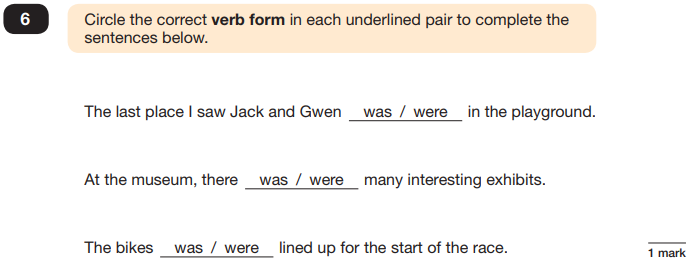 6
Circle the correct verb form in each underlined pair to complete the
sentences below.
The last place I saw Jack and Gwen was / were in the playground.
At the museum, there was / were many interesting exhibits.
The bikes was / were lined up for the start of the race.
1 mark